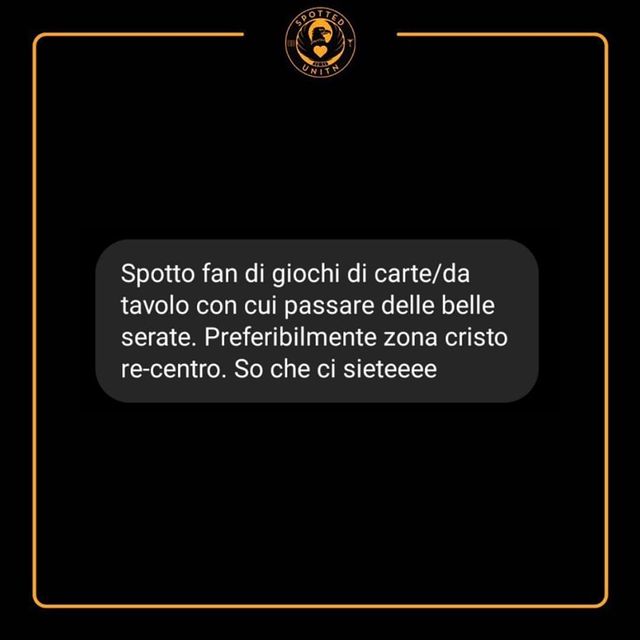 SPOTTED
UNITN
Spotto fan di giochi di carte/da
tavolo con cui passare delle belle
serate. Preferibilmente zona cristo
re-centro. So che ci sieteeee